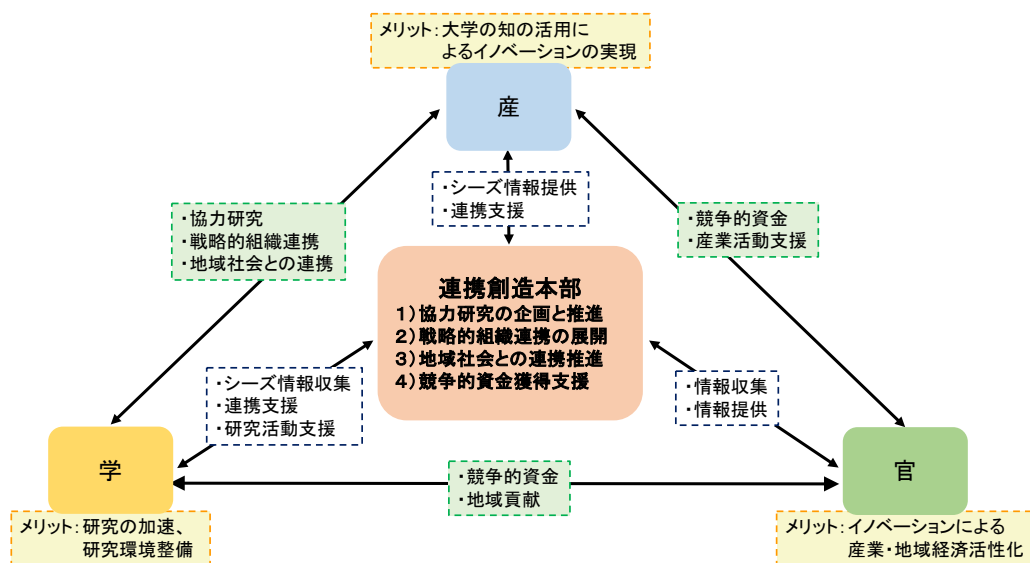 メリット：大学の知の活用に
よるイノベーションの実現
産
・シーズ情報提供
・連携支援
・協力研究
・戦略的組織連携
・地域社会との連携
・競争的資金
・産業活動支援
連携創造本部
1）協力研究の企画と推進
2）戦略的組織連携の展開
3）地域社会との連携推進
4）競争的資金獲得支援
・シーズ情報収集
・連携支援
・研究活動支援
・情報収集
・情報提供
学
・競争的資金
・地域貢献
官
メリット：研究の加速、
研究環境整備
メリット：イノベーションによる
産業・地域経済活性化